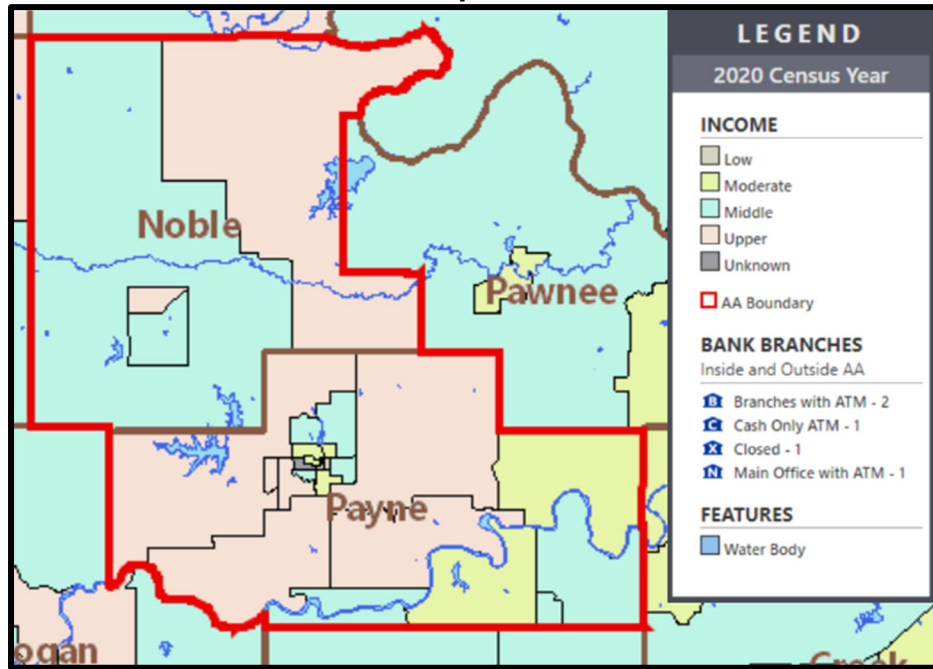 LEGEND
2020 Census Year
INCOME
Low
Moderate
Middle
Upper
Unknown
AA Boundary
BANK BRANCHES
Inside and Outside AA
B Branches with ATM - 2
C Cash Only ATM - 1
X Closed - 1
N Main Office with ATM - 1
FEATURES
Water Body
Noble
Pawnee
Payne
ogan